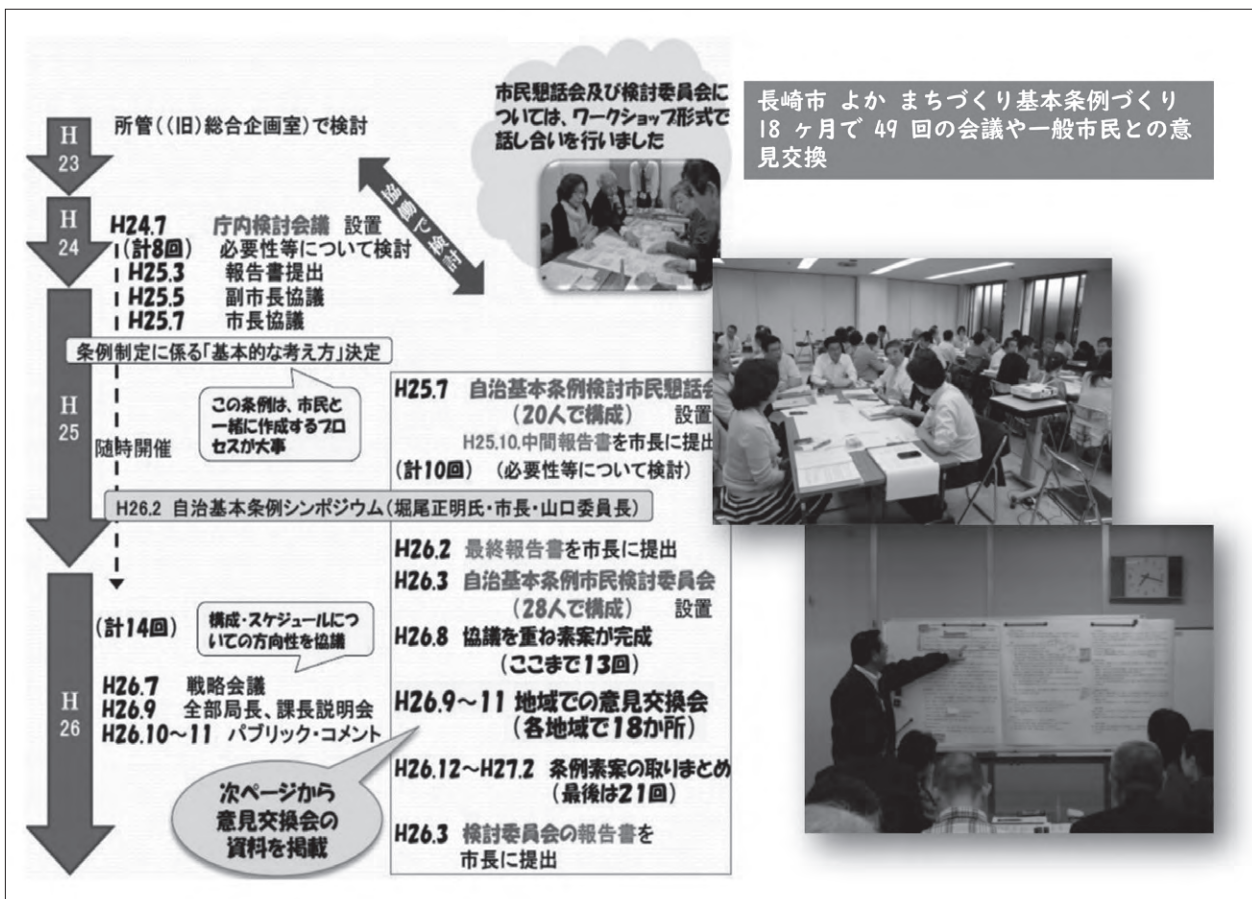 長崎市 よか まちづくり基本条例づくり
18 ヶ月で 49 回の会議や一般市民との意
見交換
市民懇話会及び検討委員会に
ついては、ワークショップ形式で
話し合いを行いました
協働で検討
H
23
所管((旧)総合企画室)で検討
H
24
H24.7 庁内検討会議 設置
(計8回) 必要性等について検討
H25.3 報告書提出
H25.5 副市長協議
H25.7 市長協議
条例制定に係る「基本的な考え方」決定
H
25
この条例は、市民と
一緒に作成するプロ
セスが大事
随時開催
H25.7 自治基本条例検討市民懇話会
(20人で構成) 設置
H25.10.中間報告書を市長に提出
(計10回) (必要性等について検討)
H26.2 自治基本条例シンポジウム(堀尾正明氏・市長・山口委員長)
H26.2 最終報告書を市長に提出
H26.3 自治基本条例市民検討委員会
(28人で構成) 設置
H26.8 協議を重ね素案が完成
(ここまで13回)
H
26
(計14回)
構成・スケジュールにつ
いての方向性を協議
H26.7 戦略会議
H26.9 全部局長、課長説明会
H26.10～11 パブリック・コメント
H26.9～11 地域での意見交換会
(各地域で18か所)
次ページから
意見交換会の
資料を掲載
H26.12～H27.2 条例素案の取りまとめ
(最後は21回)
H26.3 検討委員会の報告書を
市長に提出